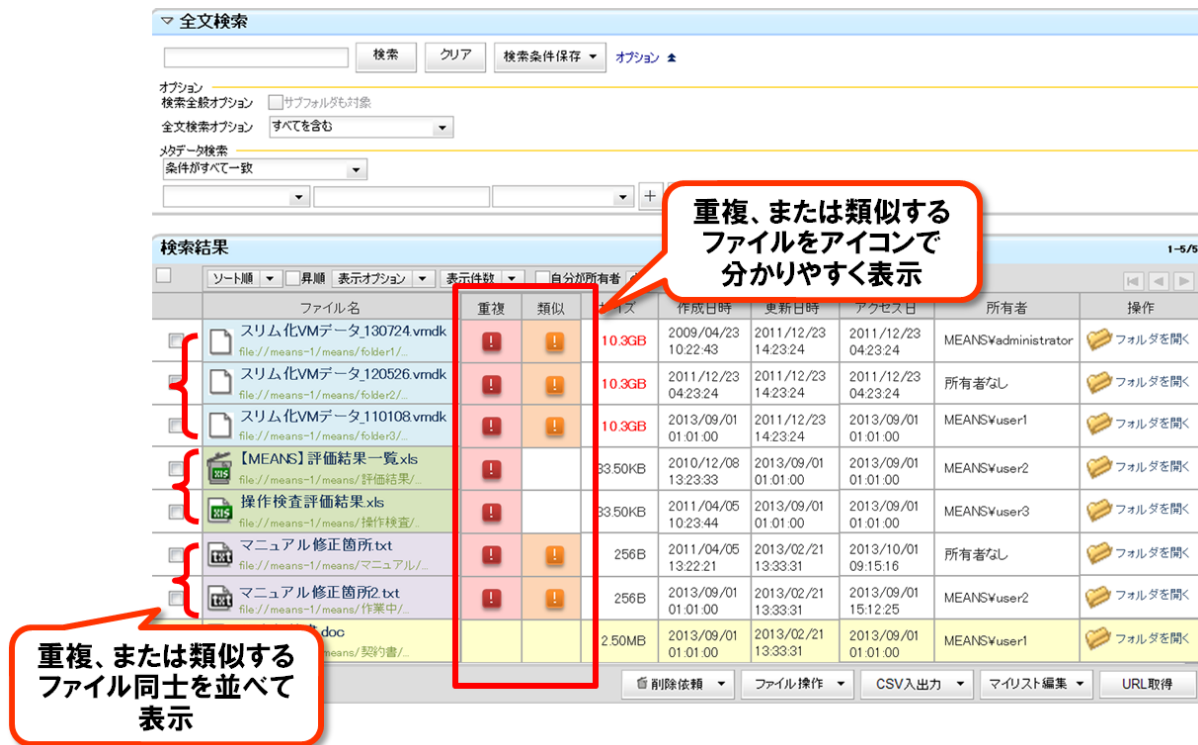 ▽ 全文検索
検索 クリア 検索条件保存 オプション
オプション
検索全般オプション サブフォルダも対象
全文検索オプション すべてを含む
メタデータ検索
条件がすべて一致
+
重複、または類似する
ファイルをアイコンで
分かりやすく表示
検索結果 1-5/5
ソート順 昇順 表示オプション 表示件数 自分が所有者
ファイル名 重複 類似 イズ 作成日時 更新日時 アクセス日 所有者 操作
スリム化VMデータ_130724.vmdk ! ! 10.3GB 2009/04/23 2011/12/23 2011/12/23 MEANS¥administrator フォルダを開く
file://means-1/means/folder1/... 10:22:43 14:23:24 04:23:24
スリム化VMデータ_120526.vmdk ! ! 10.3GB 2011/12/23 2011/12/23 2011/12/23 所有者なし フォルダを開く
file://means-1/means/folder2/... 04:23:24 14:23:24 04:23:24
スリム化VMデータ_110108.vmdk ! ! 10.3GB 2013/09/01 2011/12/23 2013/09/01 MEANS¥user1 フォルダを開く
file://means-1/means/folder3/... 01:01:00 14:23:24 01:01:00
XLS 【MEANS】評価結果一覧.xls ! 33.50KB 2010/12/08 2013/09/01 2013/09/01 MEANS¥user2 フォルダを開く
file://means-1/means/評価結果/... 13:23:33 01:01:00 01:01:00
XLS 操作検査評価結果.xls ! 33.50KB 2011/04/05 2013/09/01 2013/09/01 MEANS¥user3 フォルダを開く
file://means-1/means/操作検査/... 10:23:44 01:01:00 01:01:00
txt マニュアル修正箇所.txt ! ! 256B 2011/04/05 2013/02/21 2013/10/01 所有者なし フォルダを開く
file://means-1/means/マニュアル/... 13:22:21 13:33:31 09:15:16
txt マニュアル修正箇所2.txt ! ! 256B 2013/09/01 2013/02/21 2013/09/01 MEANS¥user2 フォルダを開く
file://means-1/means/作業中/... 01:01:00 13:33:31 15:12:25
.doc 2.50MB 2013/09/01 2013/02/21 2013/09/01 MEANS¥user1 フォルダを開く
means/契約書/... 01:01:00 13:33:31 01:01:00
重複、または類似する
ファイル同士を並べて
表示
削除依頼 ファイル操作 CSV入出力 マイリスト編集 URL取得